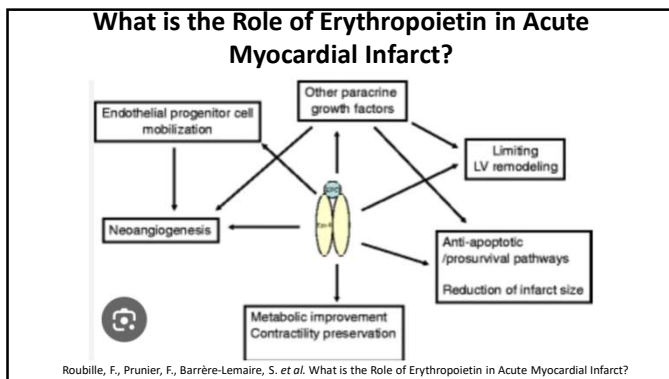 What is the Role of Erythropoietin in Acute
Myocardial Infarct?
Other paracrine
growth factors
Endothelial progenitor cell
mobilization
Limiting
LV remodeling
Neoangiogenesis
Anti-apoptotic
/prosurvival pathways
Reduction of infarct size
Metabolic improvement
Contractility preservation
Roubille, F., Prunier, F., Barrère-Lemaire, S. et al. What is the Role of Erythropoietin in Acute Myocardial Infarct?